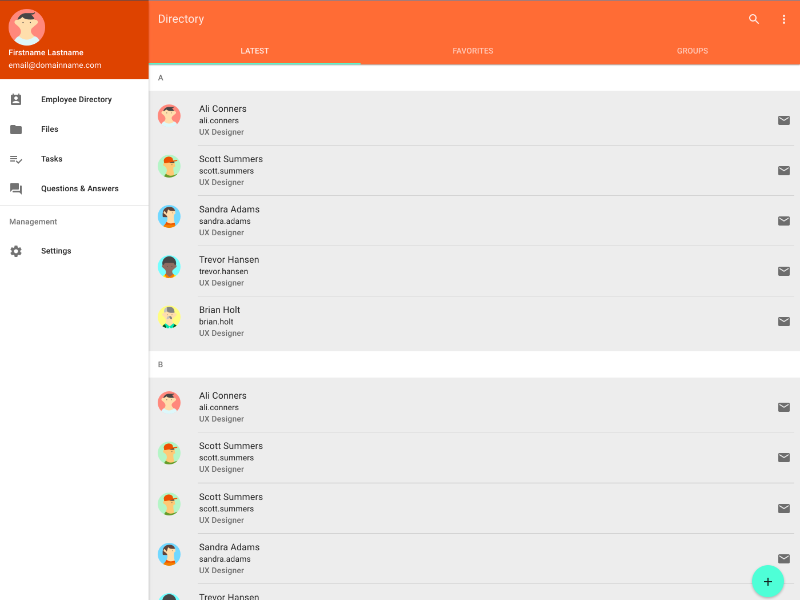 Firstname Lastname
email@domainname.com
Employee Directory
Files
Tasks
Questions & Answers
Management
Settings
Directory
LATEST
FAVORITES
GROUPS
A
Ali Conners
ali.conners
UX Designer
Scott Summers
scott.summers
UX Designer
Sandra Adams
sandra.adams
UX Designer
Trevor Hansen
trevor.hansen
UX Designer
Brian Holt
brian.holt
UX Designer
B
Ali Conners
ali.conners
UX Designer
Scott Summers
scott.summers
UX Designer
Scott Summers
scott.summers
UX Designer
Sandra Adams
sandra.adams
UX Designer
Trevor Hansen